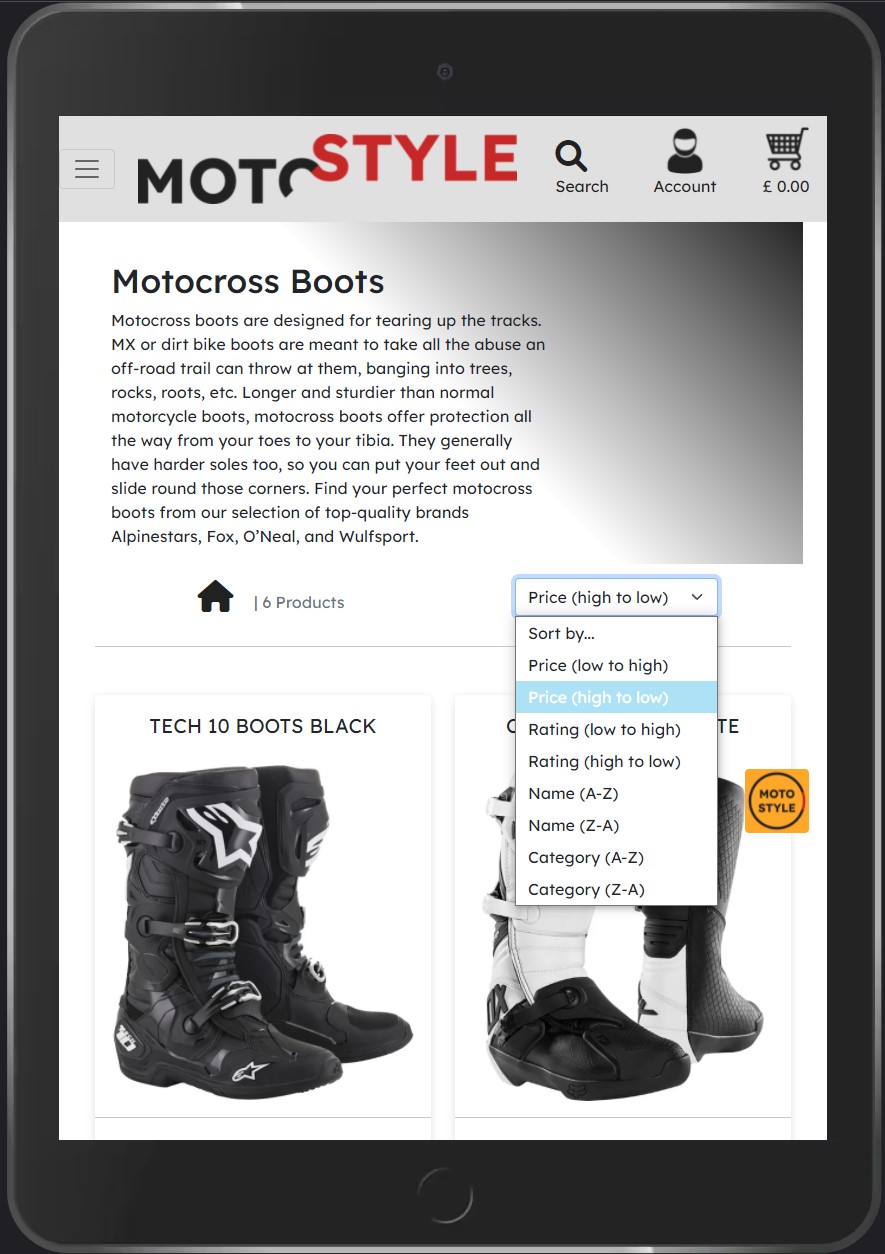 MOTOSTYLE
Search
Account
£ 0.00
Motocross Boots
Motocross boots are designed for tearing up the tracks.
MX or dirt bike boots are meant to take all the abuse an
off-road trail can throw at them, banging into trees,
rocks, roots, etc. Longer and sturdier than normal
motorcycle boots, motocross boots offer protection all
the way from your toes to your tibia. They generally
have harder soles too, so you can put your feet out and
slide round those corners. Find your perfect motocross
boots from our selection of top-quality brands
Alpinestars, Fox, O’Neal, and Wulfsport.
| 6 Products
Price (high to low)
Sort by...
Price (low to high)
Price (high to low)
Rating (low to high)
Rating (high to low)
Name (A-Z)
Name (Z-A)
Category (A-Z)
Category (Z-A)
TECH 10 BOOTS BLACK
MOTO
STYLE